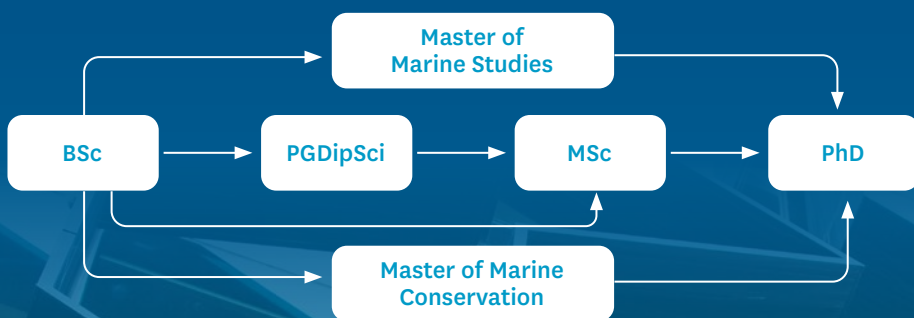 Master of
Marine Studies
BSc
PGDipSci
MSc
PhD
Master of Marine
Conservation